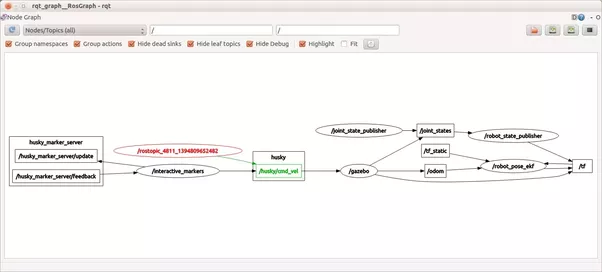 rqt_graph__RosGraph - rqt
Node Graph
Nodes/Topics (all)
/
/
Group namespaces
Group actions
Hide dead sinks
Hide leaf topics
Hide Debug
Highlight
Fit
husky_marker_server
/husky_marker_server/update
/husky_marker_server/feedback
/rostopic_4811_1394809652482
/interactive_markers
husky
/husky/cmd_vel
/joint_state_publisher
/gazebo
/joint_states
/tf_static
/odom
/robot_state_publisher
/robot_pose_ekf
/tf